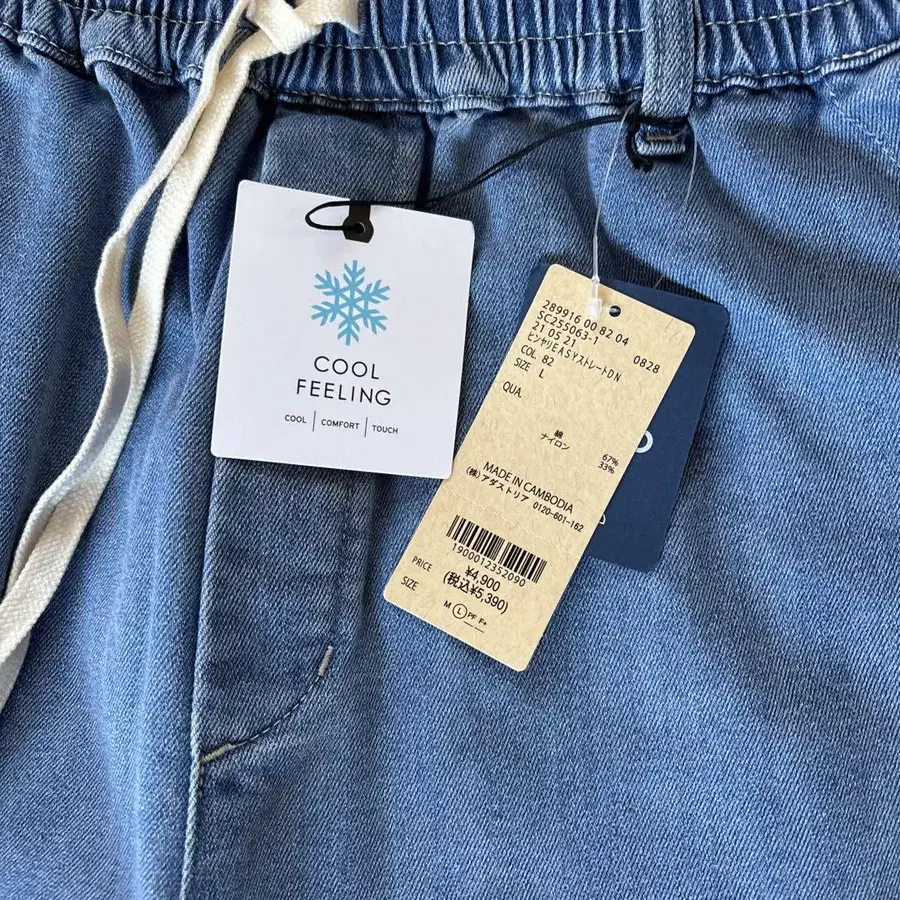 COOL
FEELING
COOL | COMFORT | TOUCH
289916 00 82 04
SC255063-1
21 05 21 0828
ヒンヤリEASYストレートDN
COL 82
SIZE L
QUA.
綿 67%
ナイロン 33%
MADE IN CAMBODIA
(株)アダストリア 0120-601-162
1900012352090
PRICE ¥4,900
(税込¥5,390)
SIZE M L PF F+